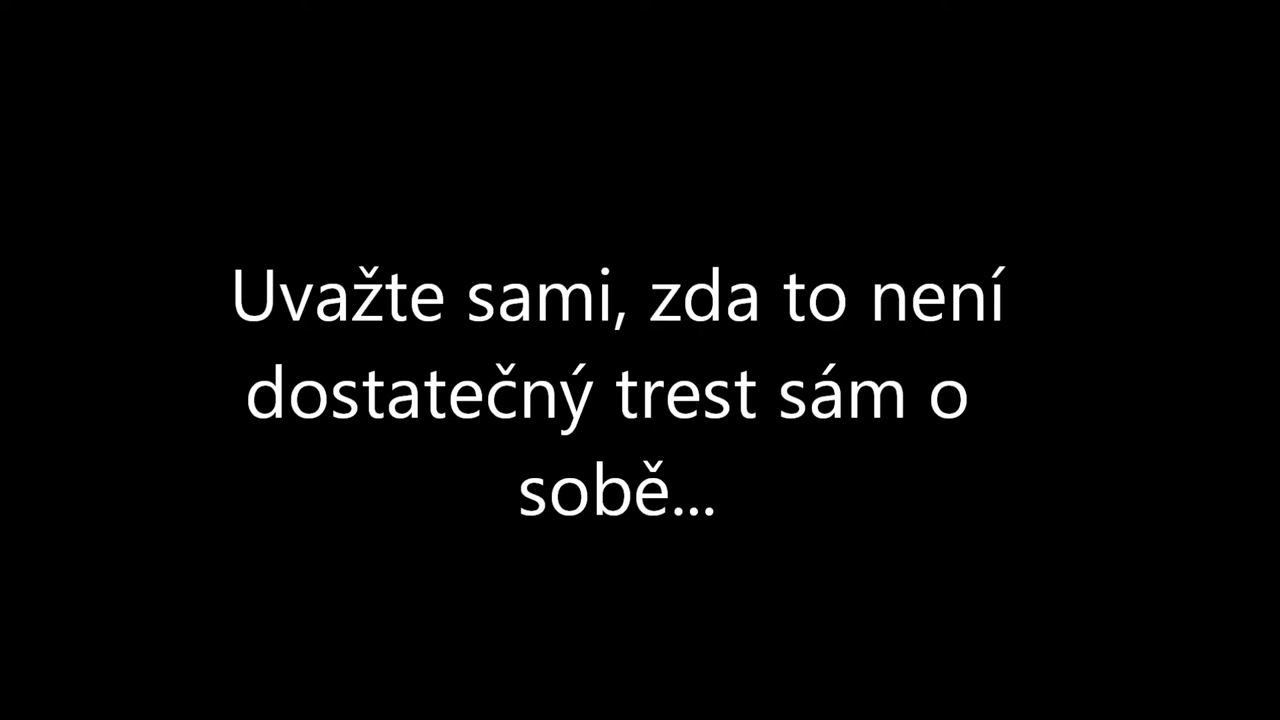 Uvažte sami, zda to není
dostatečný trest sám o
sobě...